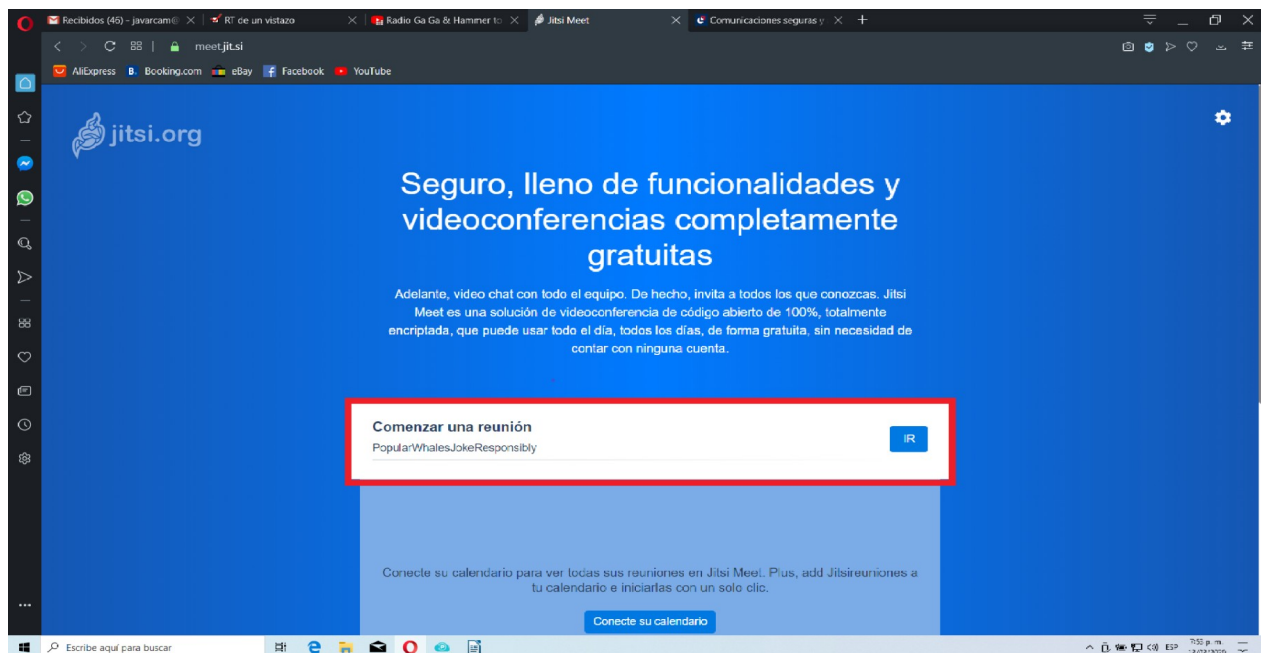 Recibidos (46) – javarcam@
RT de un vistazo
Radio Ga Ga & Hammer to
Jitsi Meet
Comunicaciones seguras y
meet.jit.si
AliExpress
B. Booking.com
eBay
Facebook
YouTube
jitsi.org
Seguro, lleno de funcionalidades y
videoconferencias completamente
gratuitas
Adelante, video chat con todo el equipo. De hecho, invita a todos los que conozcas. Jitsi
Meet es una solución de videoconferencia de código abierto de 100%, totalmente
encriptada, que puede usar todo el día, todos los días, de forma gratuita, sin necesidad de
contar con ninguna cuenta.
Comenzar una reunión
PopularWhalesJokeResponsibly
IR
Conecte su calendario para ver todas sus reuniones en Jitsi Meet. Plus, add Jitsireuniones a
tu calendario e iniciarlas con un solo clic.
Conecte su calendario
Escribe aquí para buscar
ESP
p. m.